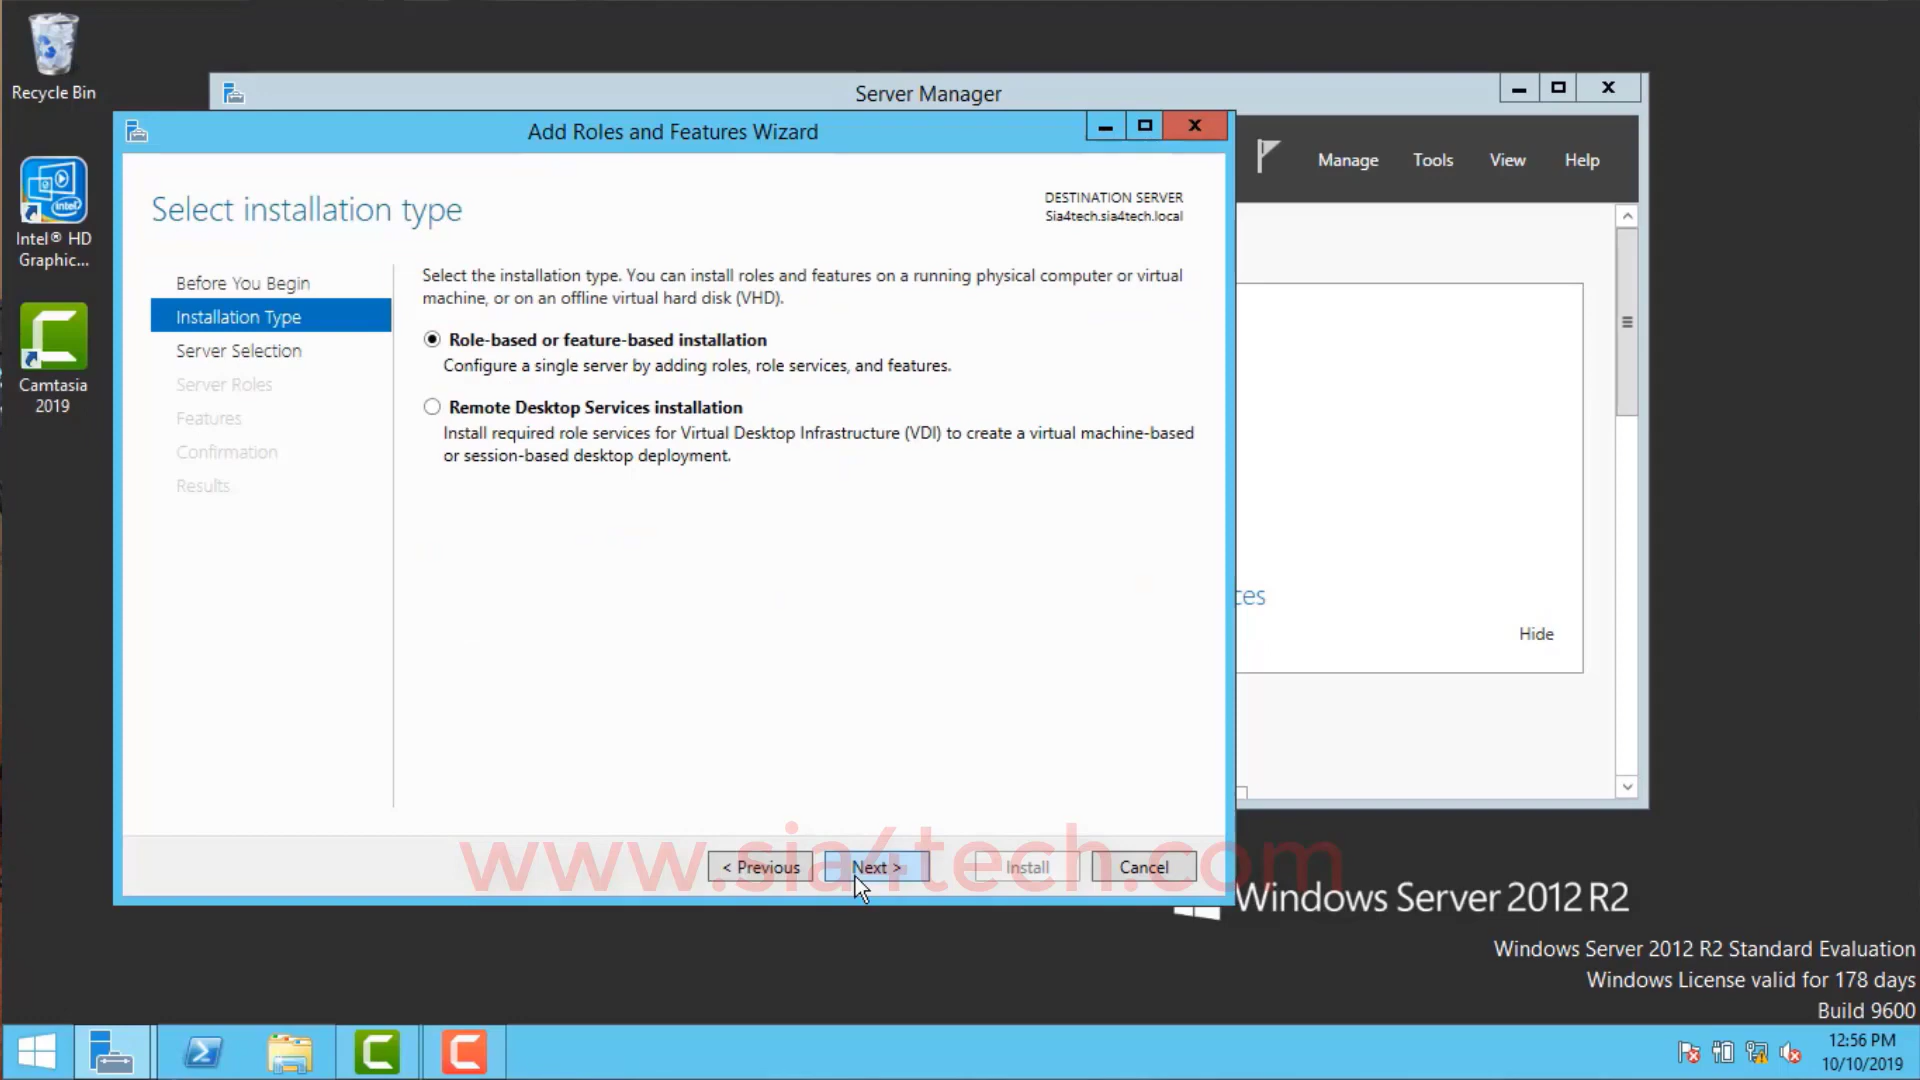 Recycle Bin
Intel® HD
Graphic...
Camtasia
2019
Server Manager
Manage
Tools
View
Help
Add Roles and Features Wizard
Select installation type
DESTINATION SERVER
Sia4tech.sia4tech.local
Before You Begin
Installation Type
Server Selection
Server Roles
Features
Confirmation
Results
Select the installation type. You can install roles and features on a running physical computer or virtual
machine, or on an offline virtual hard disk (VHD).
Role-based or feature-based installation
Configure a single server by adding roles, role services, and features.
Remote Desktop Services installation
Install required role services for Virtual Desktop Infrastructure (VDI) to create a virtual machine-based
or session-based desktop deployment.
ces
Hide
< Previous
Next >
Install
Cancel
www.sia4tech.com
Windows Server 2012 R2
Windows Server 2012 R2 Standard Evaluation
Windows License valid for 178 days
Build 9600
12:56 PM
10/10/2019
intel